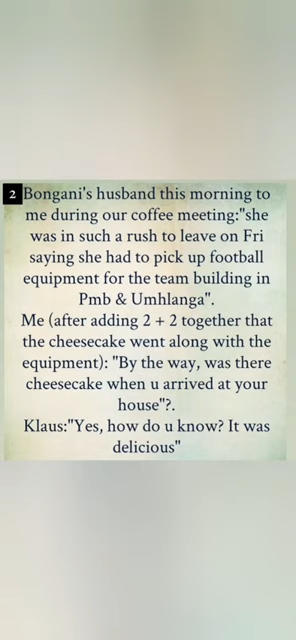 2 Bongani's husband this morning to
me during our coffee meeting:"she
was in such a rush to leave on Fri
saying she had to pick up football
equipment for the team building in
Pmb & Umhlanga".
Me (after adding 2 + 2 together that
the cheesecake went along with the
equipment): "By the way, was there
cheesecake when u arrived at your
house"?.
Klaus:"Yes, how do u know? It was
delicious"